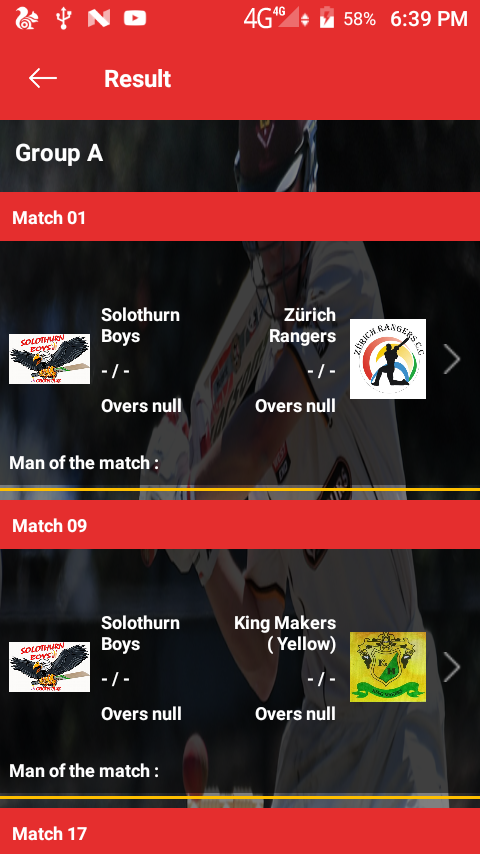 4G 4G 58% 6:39 PM
Result
Group A
Match 01
Solothurn
Boys
- / -
Overs null
Zürich
Rangers
- / -
Overs null
SOLOTHURN
BOYS
ZÜRICH RANGERS C.C
Man of the match :
Match 09
Solothurn
Boys
- / -
Overs null
King Makers
( Yellow)
- / -
Overs null
SOLOTHURN
BOYS
Man of the match :
Match 17